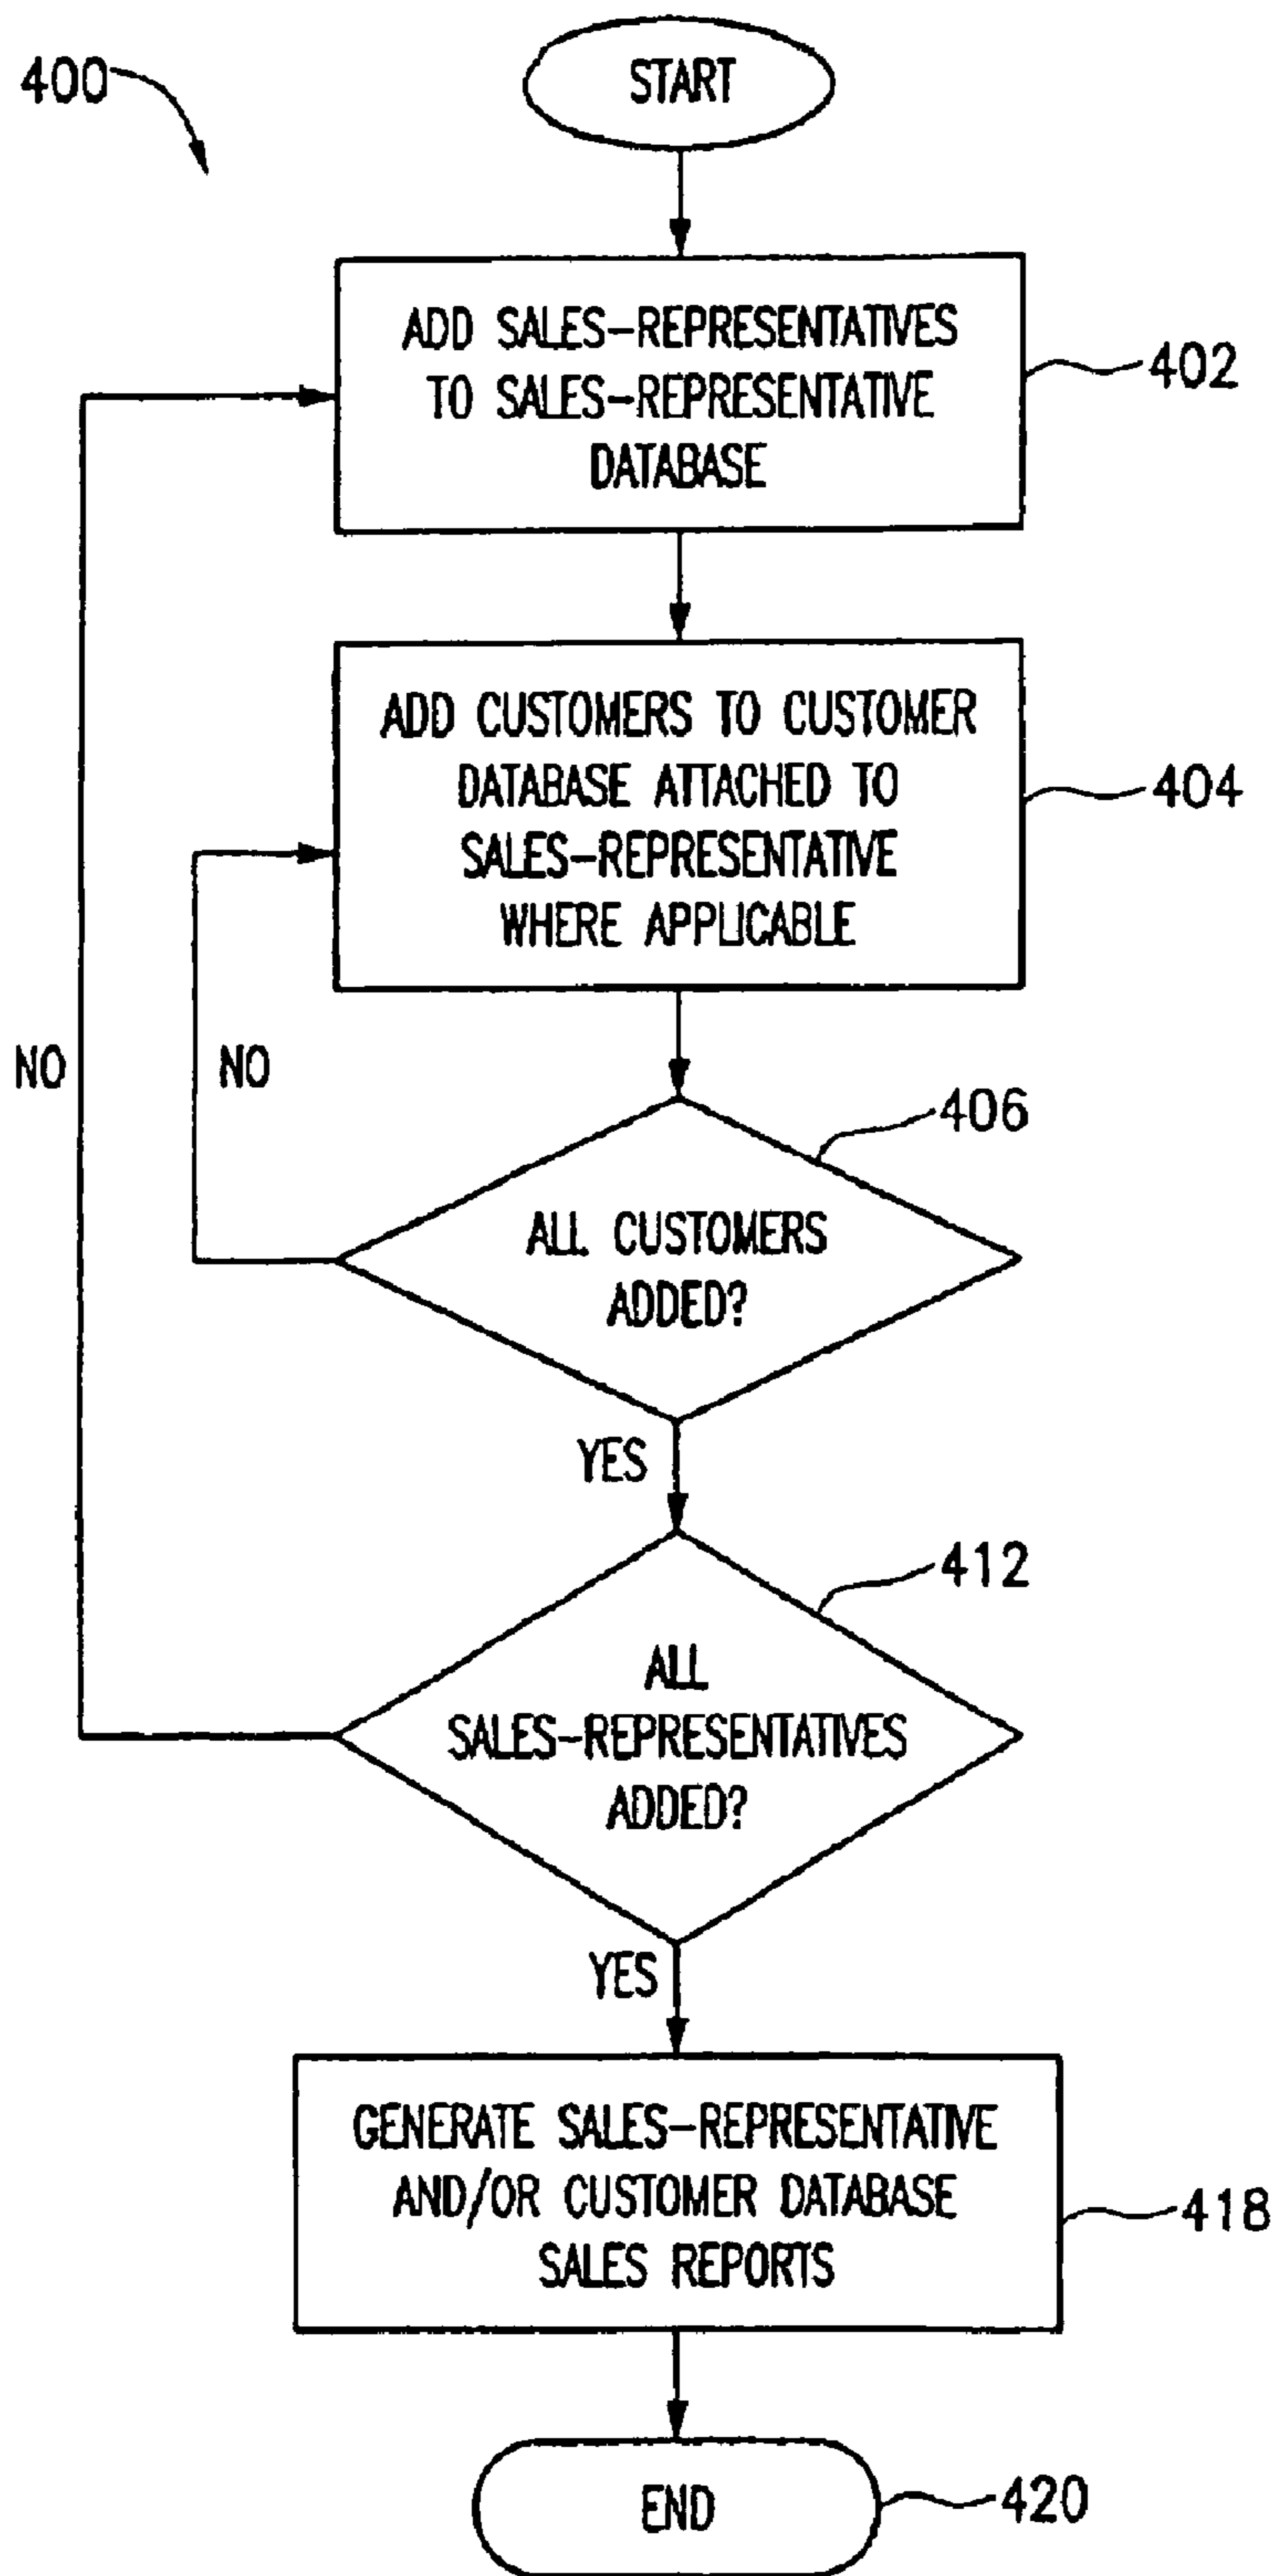 400
START
ADD SALES-REPRESENTATIVES
TO SALES-REPRESENTATIVE
DATABASE
402
ADD CUSTOMERS TO CUSTOMER
DATABASE ATTACHED TO
SALES-REPRESENTATIVE
WHERE APPLICABLE
404
NO
NO
406
ALL CUSTOMERS
ADDED?
YES
412
ALL
SALES-REPRESENTATIVES
ADDED?
YES
GENERATE SALES-REPRESENTATIVE
AND/OR CUSTOMER DATABASE
SALES REPORTS
418
END
420